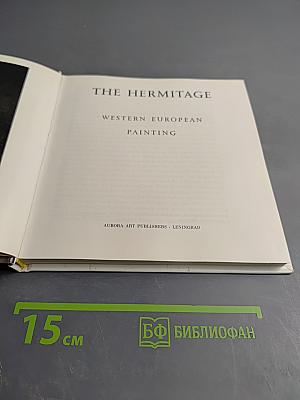 THE HERMITAGE
WESTERN EUROPEAN
PAINTING
AURORA ART PUBLISHERS · LENINGRAD
15 см
БФ БИБЛИОФАН